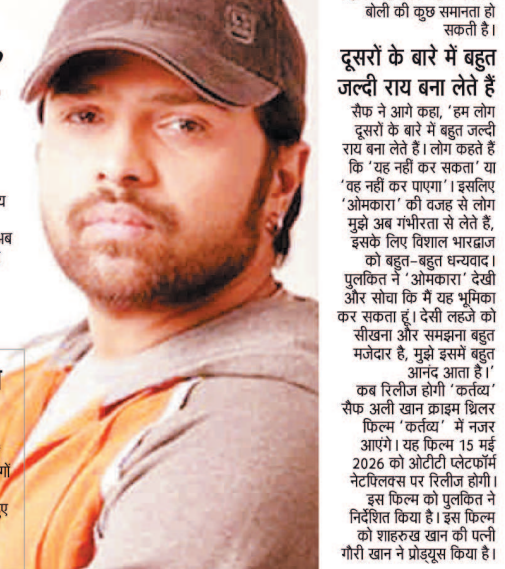 बोली की कुछ समानता हो
सकती है।
दूसरों के बारे में बहुत
जल्दी राय बना लेते हैं
सैफ ने आगे कहा, 'हम लोग
दूसरों के बारे में बहुत जल्दी
राय बना लेते हैं। लोग कहते हैं
कि 'यह नहीं कर सकता' या
'वह नहीं कर पाएगा'। इसलिए
'ओमकारा' की वजह से लोग
मुझे अब गंभीरता से लेते हैं,
इसके लिए विशाल भारद्वाज
को बहुत-बहुत धन्यवाद।
पुलकित ने 'ओमकारा' देखी
और सोचा कि मैं यह भूमिका
कर सकता हूं। देसी लहजे को
सीखना और समझना बहुत
मजेदार है, मुझे इसमें बहुत
आनंद आता है।'
कब रिलीज होगी 'कर्तव्य'
सैफ अली खान क्राइम थ्रिलर
फिल्म 'कर्तव्य' में नजर
आएंगे। यह फिल्म 15 मई
2026 को ओटीटी प्लेटफॉर्म
नेटफ्लिक्स पर रिलीज होगी।
इस फिल्म को पुलकित ने
निर्देशित किया है। इस फिल्म
को शाहरुख खान की पत्नी
गौरी खान ने प्रोड्यूस किया है।